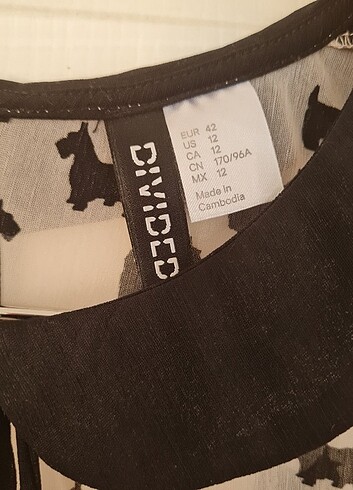 DIVIDED
EUR 42
US 12
CA 12
CN 170/96A
MX 12
Made in
Cambodia